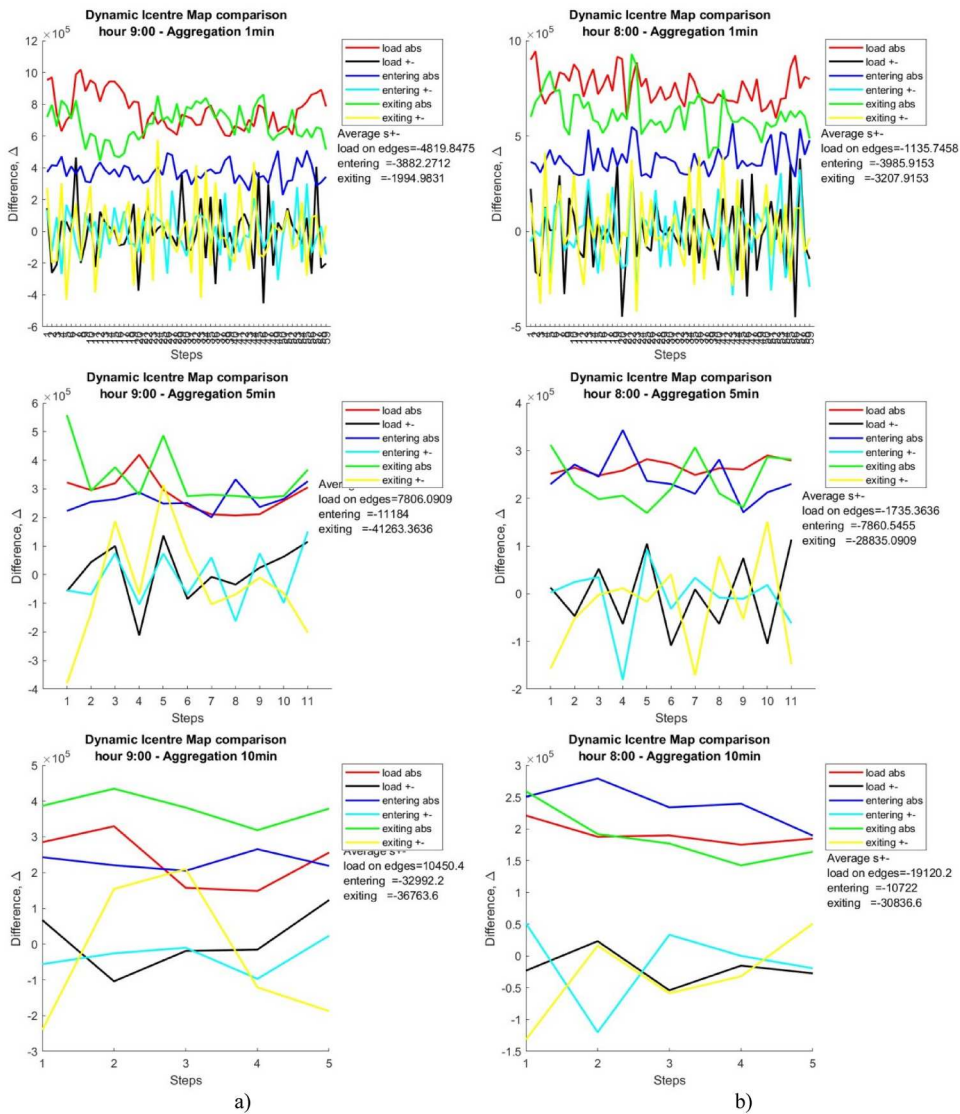 Dynamic Icentre Map comparison
hour 9:00 - Aggregation 1min
×10⁵
12
10
8
6
4
2
0
-2
-4
-6
Difference, Δ
Steps
load abs
load +-
entering abs
entering +-
exiting abs
exiting +-
Average s+-
load on edges=-4819.8475
entering =-3882.2712
exiting =-1994.9831
Dynamic Icentre Map comparison
hour 8:00 - Aggregation 1min
×10⁵
10
5
0
-5
Difference, Δ
Steps
load abs
load +-
entering abs
entering +-
exiting abs
exiting +-
Average s+-
load on edges=-1135.7458
entering =-3985.9153
exiting =-3207.9153
Dynamic Icentre Map comparison
hour 9:00 - Aggregation 5min
×10⁵
6
5
4
3
2
1
0
-1
-2
-3
-4
Difference, Δ
1 2 3 4 5 6 7 8 9 10 11
Steps
load abs
load +-
entering abs
entering +-
exiting abs
exiting +-
load on edges=7806.0909
entering =-11184
exiting =-41263.3636
Dynamic Icentre Map comparison
hour 8:00 - Aggregation 5min
×10⁵
4
3
2
1
0
-1
-2
Difference, Δ
1 2 3 4 5 6 7 8 9 10 11
Steps
load abs
load +-
entering abs
entering +-
exiting abs
exiting +-
Average s+-
load on edges=-1735.3636
entering =-7860.5455
exiting =-28835.0909
Dynamic Icentre Map comparison
hour 9:00 - Aggregation 10min
×10⁵
5
4
3
2
1
0
-1
-2
-3
Difference, Δ
1 2 3 4 5
Steps
load abs
load +-
entering abs
entering +-
exiting abs
exiting +-
Average s+-
load on edges=10450.4
entering =-32992.2
exiting =-36763.6
Dynamic Icentre Map comparison
hour 8:00 - Aggregation 10min
×10⁵
3
2.5
2
1.5
1
0.5
0
-0.5
-1
-1.5
Difference, Δ
1 2 3 4 5
Steps
load abs
load +-
entering abs
entering +-
exiting abs
exiting +-
Average s+-
load on edges=-19120.2
entering =-10722
exiting =-30836.6
a)
b)